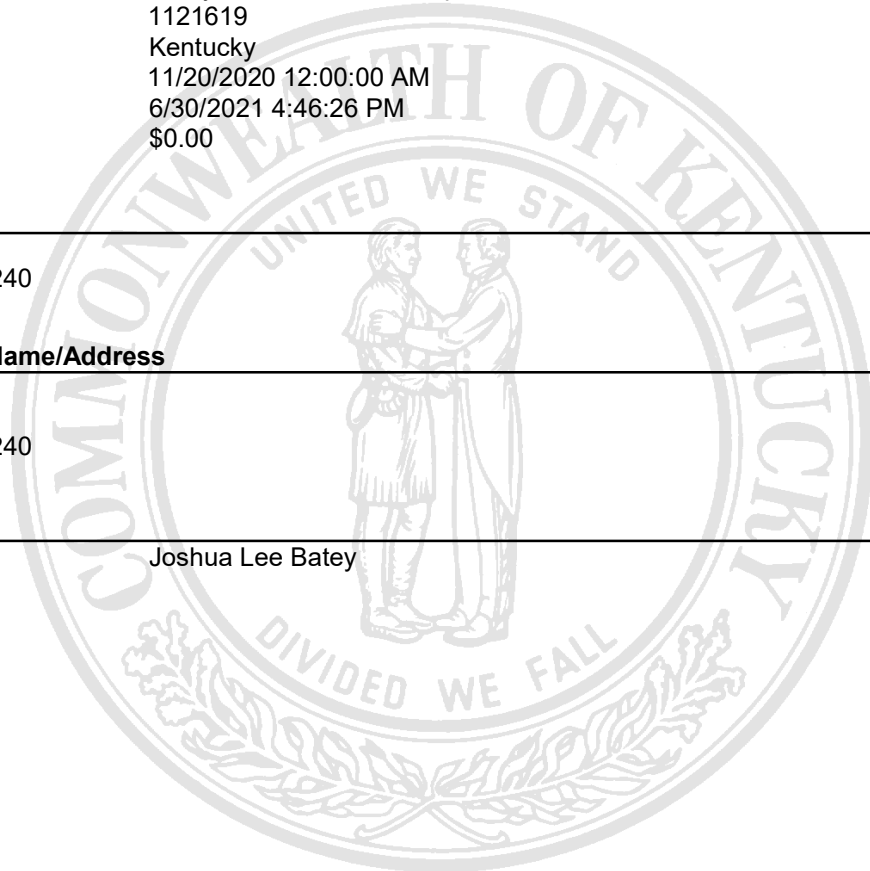 1121619
Kentucky
11/20/2020 12:00:00 AM
6/30/2021 4:46:26 PM
$0.00
240
Name/Address
240
Joshua Lee Batey
COMMONWEALTH OF KENTUCKY
UNITED WE STAND
DIVIDED WE FALL